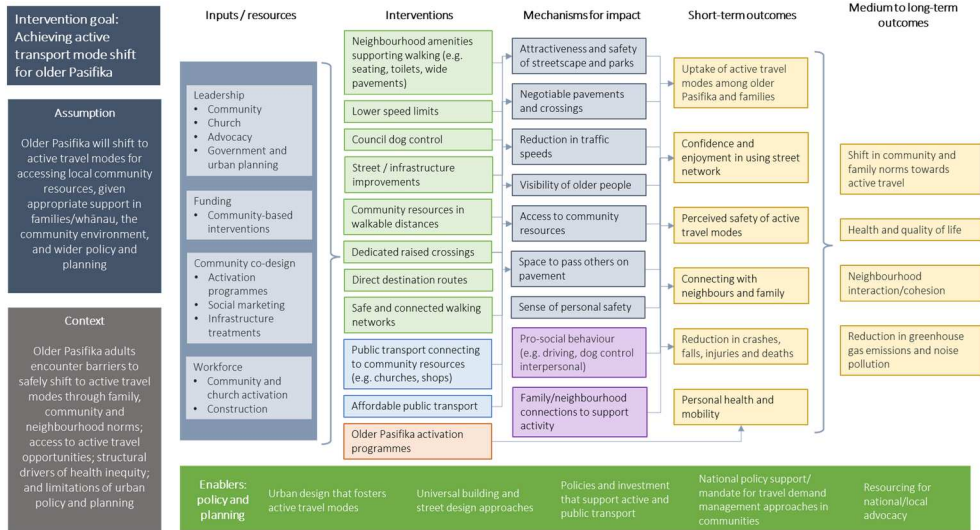 Intervention goal:
Achieving active
transport mode shift
for older Pasifika
Assumption
Older Pasifika will shift to
active travel modes for
accessing local community
resources, given
appropriate support in
families/whānau, the
community environment,
and wider policy and
planning
Context
Older Pasifika adults
encounter barriers to
safely shift to active travel
modes through family,
community and
neighbourhood norms;
access to active travel
opportunities; structural
drivers of health inequity;
and limitations of urban
policy and planning
Inputs / resources
Leadership
• Community
• Church
• Advocacy
• Government and
urban planning
Funding
• Community-based
interventions
Community co-design
• Activation
programmes
• Social marketing
• Infrastructure
treatments
Workforce
• Community and
church activation
• Construction
Interventions
Neighbourhood amenities
supporting walking (e.g.
seating, toilets, wide
pavements)
Lower speed limits
Council dog control
Street / infrastructure
improvements
Community resources in
walkable distances
Dedicated raised crossings
Direct destination routes
Safe and connected walking
networks
Public transport connecting
to community resources
(e.g. churches, shops)
Affordable public transport
Older Pasifika activation
programmes
Mechanisms for impact
Attractiveness and safety
of streetscape and parks
Negotiable pavements
and crossings
Reduction in traffic
speeds
Visibility of older people
Access to community
resources
Space to pass others on
pavement
Sense of personal safety
Pro-social behaviour
(e.g. driving, dog control
interpersonal)
Family/neighbourhood
connections to support
activity
Short-term outcomes
Uptake of active travel
modes among older
Pasifika and families
Confidence and
enjoyment in using street
network
Perceived safety of active
travel modes
Connecting with
neighbours and family
Reduction in crashes,
falls, injuries and deaths
Personal health and
mobility
Medium to long-term
outcomes
Shift in community and
family norms towards
active travel
Health and quality of life
Neighbourhood
interaction/cohesion
Reduction in greenhouse
gas emissions and noise
pollution
Enablers:
policy and
planning
Urban design that fosters
active travel modes
Universal building and
street design approaches
Policies and investment
that support active and
public transport
National policy support/
mandate for travel demand
management approaches in
communities
Resourcing for
national/local
advocacy